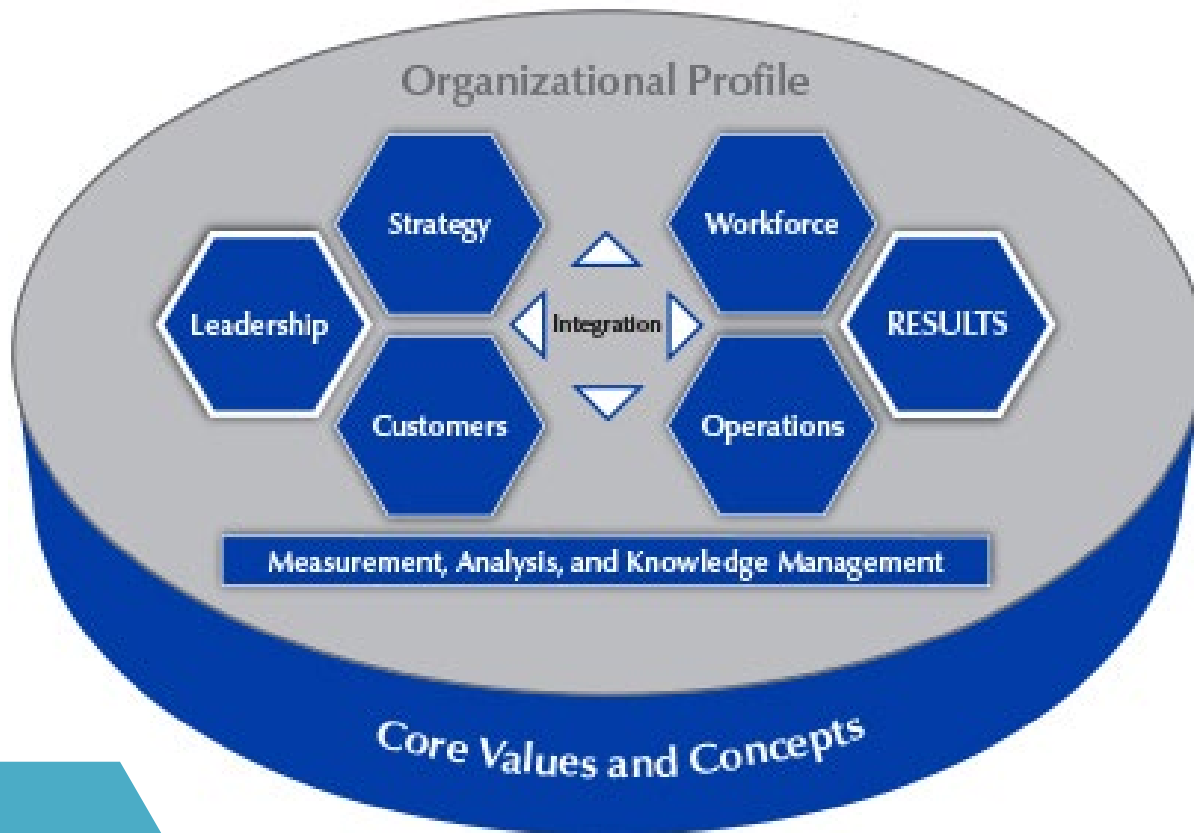 Organizational Profile
Strategy
Workforce
Leadership
Integration
RESULTS
Customers
Operations
Measurement, Analysis, and Knowledge Management
Core Values and Concepts